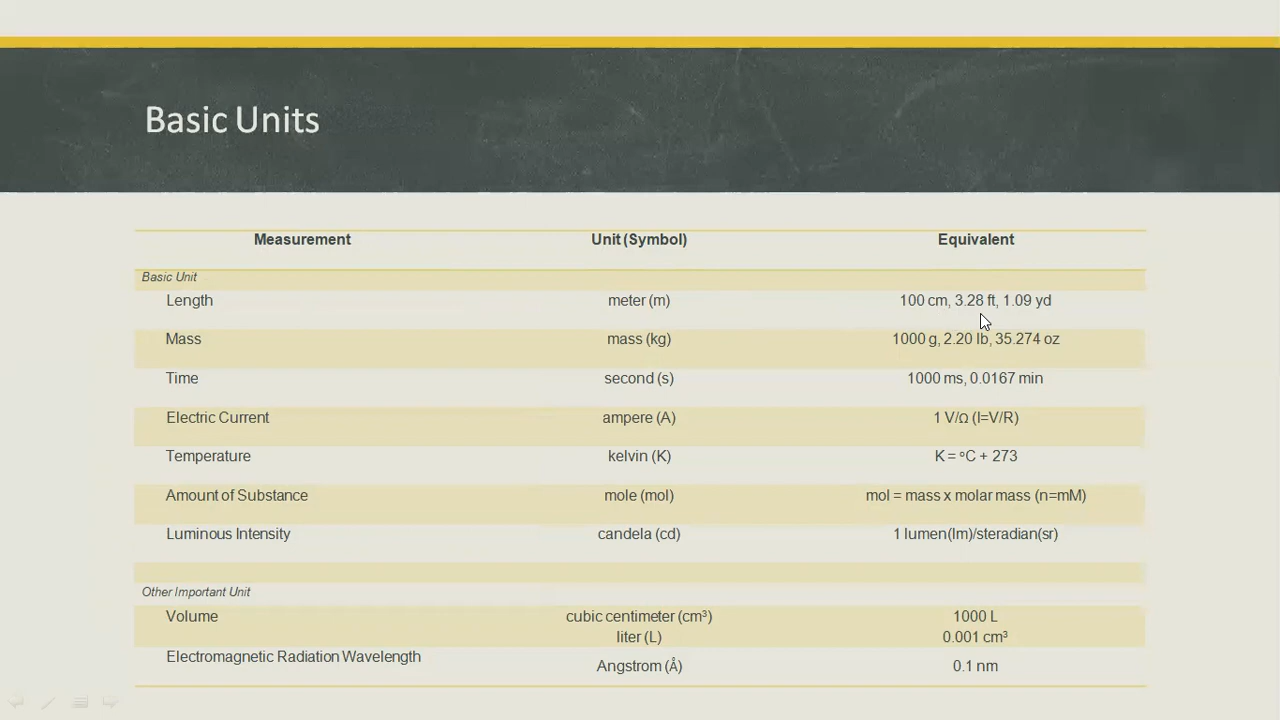 Basic Units
Measurement Unit (Symbol) Equivalent
Basic Unit
Length meter (m) 100 cm, 3.28 ft, 1.09 yd
Mass mass (kg) 1000 g, 2.20 lb, 35.274 oz
Time second (s) 1000 ms, 0.0167 min
Electric Current ampere (A) 1 V/Ω (I=V/R)
Temperature kelvin (K) K = ᵒC + 273
Amount of Substance mole (mol) mol = mass x molar mass (n=mM)
Luminous Intensity candela (cd) 1 lumen(lm)/steradian(sr)
Other Important Unit
Volume cubic centimeter (cm³) 1000 L
liter (L) 0.001 cm³
Electromagnetic Radiation Wavelength Angstrom (Å) 0.1 nm